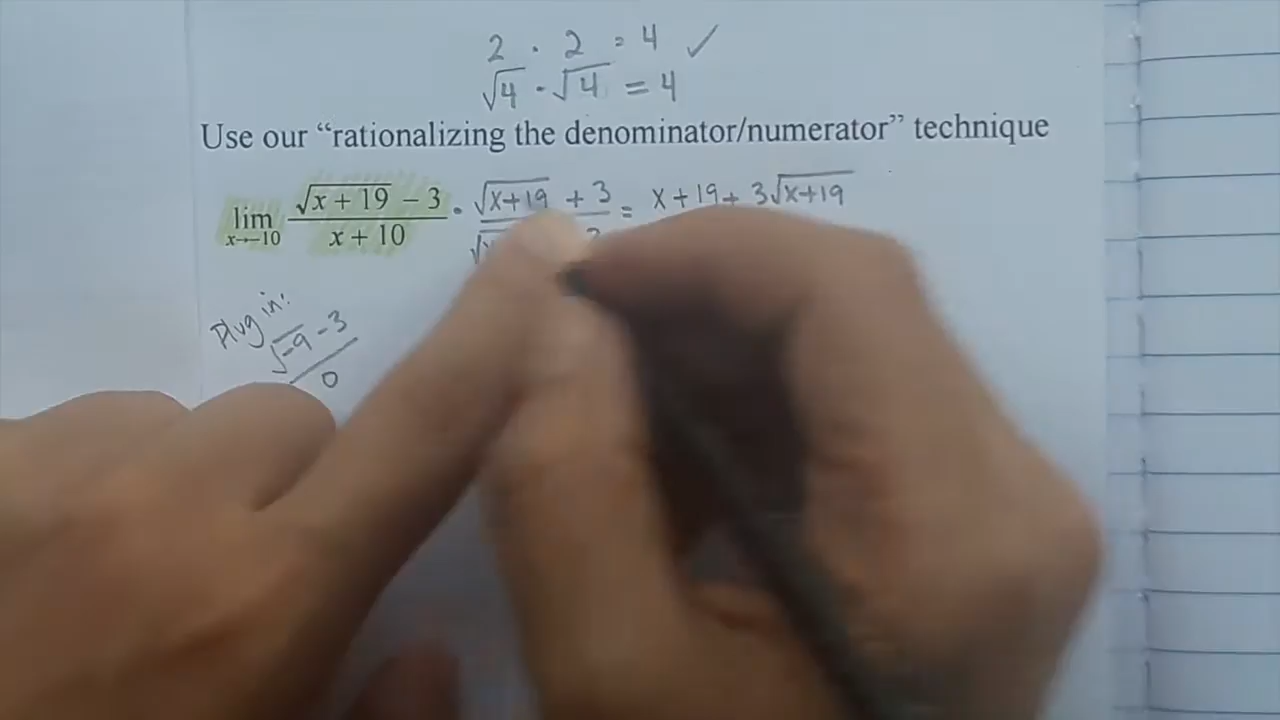 2 · 2 = 4 ✓
√4 · √4 = 4
Use our “rationalizing the denominator/numerator” technique
lim x→-10 (√(x + 19) - 3)/(x + 10) · √(x+19) + 3 = x + 19 + 3√(x+19)
Plug in:
√-9 - 3
0